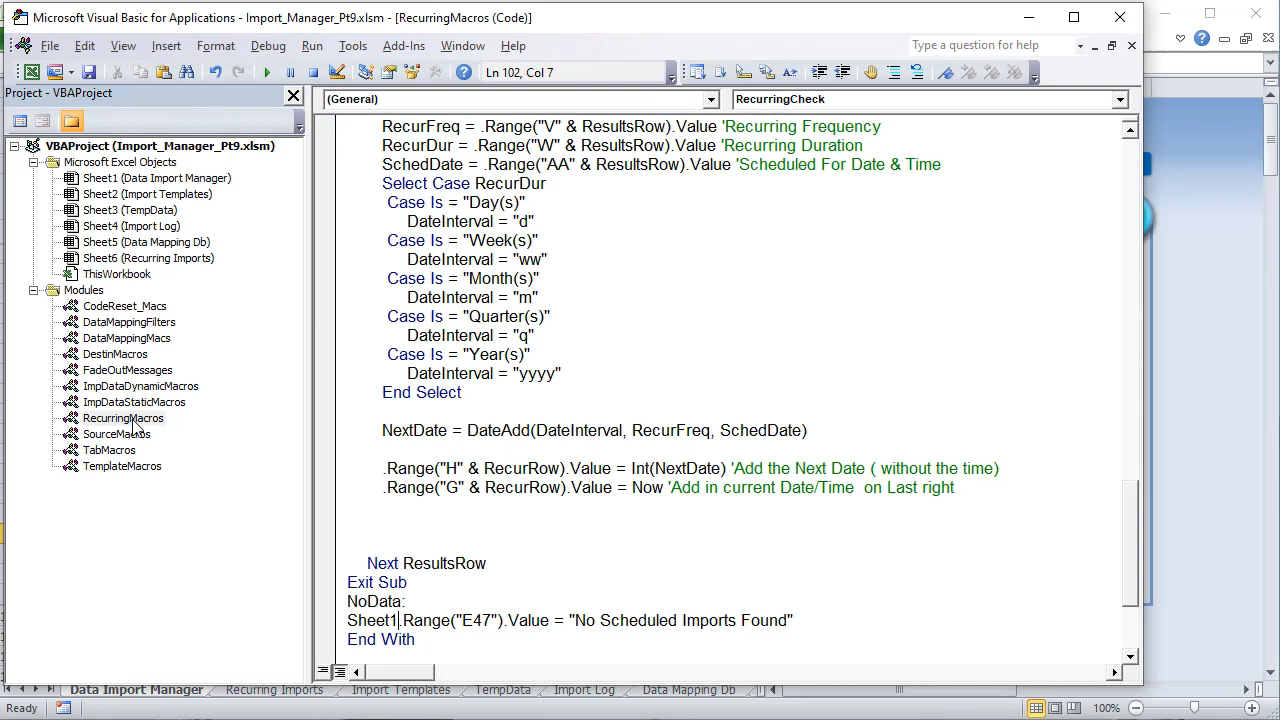 Microsoft Visual Basic for Applications - Import_Manager_Pt9.xlsm - [RecurringMacros (Code)]
File Edit View Insert Format Debug Run Tools Add-Ins Window Help
Type a question for help
Ln 102, Col 7
Project - VBAProject
(General)
RecurringCheck
VBAProject (Import_Manager_Pt9.xlsm)
Microsoft Excel Objects
Sheet1 (Data Import Manager)
Sheet2 (Import Templates)
Sheet3 (TempData)
Sheet4 (Import Log)
Sheet5 (Data Mapping Db)
Sheet6 (Recurring Imports)
ThisWorkbook
Modules
CodeReset_Macs
DataMappingFilters
DataMappingMacs
DestinMacros
FadeOutMessages
ImpDataDynamicMacros
ImpDataStaticMacros
RecurringMacros
SourceMacros
TabMacros
TemplateMacros
RecurFreq = .Range("V" & ResultsRow).Value 'Recurring Frequency
RecurDur = .Range("W" & ResultsRow).Value 'Recurring Duration
SchedDate = .Range("AA" & ResultsRow).Value 'Scheduled For Date & Time
Select Case RecurDur
Case Is = "Day(s)"
DateInterval = "d"
Case Is = "Week(s)"
DateInterval = "ww"
Case Is = "Month(s)"
DateInterval = "m"
Case Is = "Quarter(s)"
DateInterval = "q"
Case Is = "Year(s)"
DateInterval = "yyyy"
End Select
NextDate = DateAdd(DateInterval, RecurFreq, SchedDate)
.Range("H" & RecurRow).Value = Int(NextDate) 'Add the Next Date ( without the time)
.Range("G" & RecurRow).Value = Now 'Add in current Date/Time  on Last right
Next ResultsRow
Exit Sub
NoData:
Sheet1.Range("E47").Value = "No Scheduled Imports Found"
End With
Data Import Manager Recurring Imports Import Templates TempData Import Log Data Mapping Db
Ready
100%